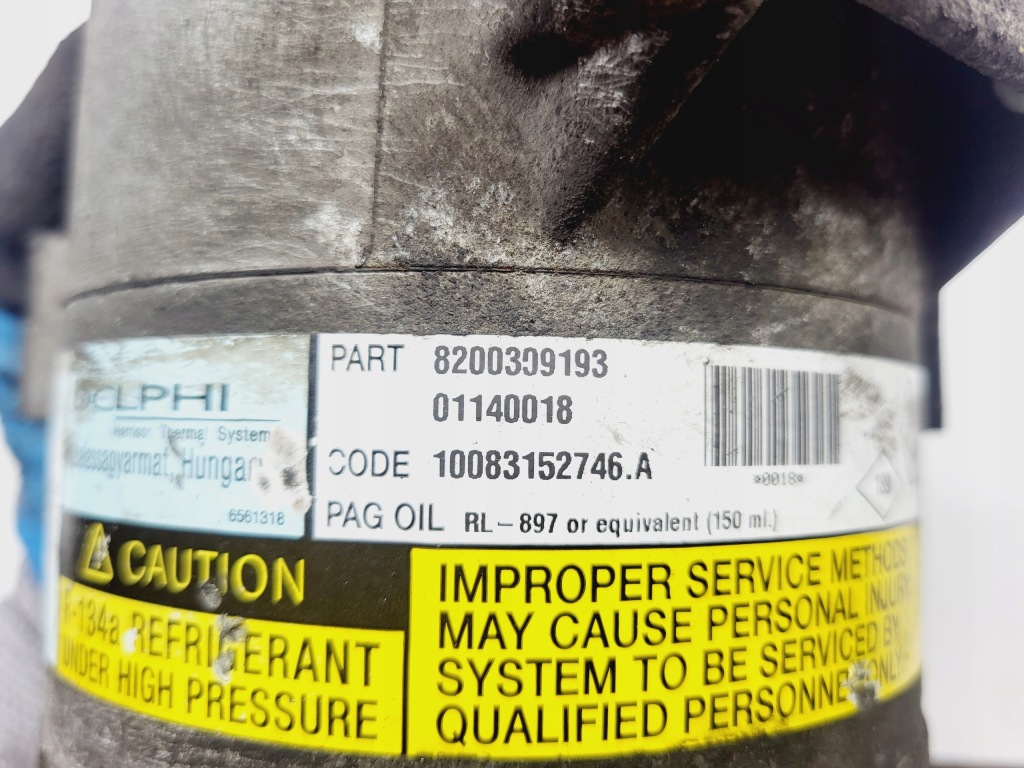 DELPHI
Harrison Thermal System
Hungar
6561318
PART 8200309193
01140018
CODE 10083152746.A
PAG OIL RL-897 or equivalent (150 ml.)
*0018*
CAUTION
R-134a REFRIGERANT
UNDER HIGH PRESSURE
IMPROPER SERVICE METHODS
MAY CAUSE PERSONAL INJURY
SYSTEM TO BE SERVICED BY
QUALIFIED PERSONNEL ONLY